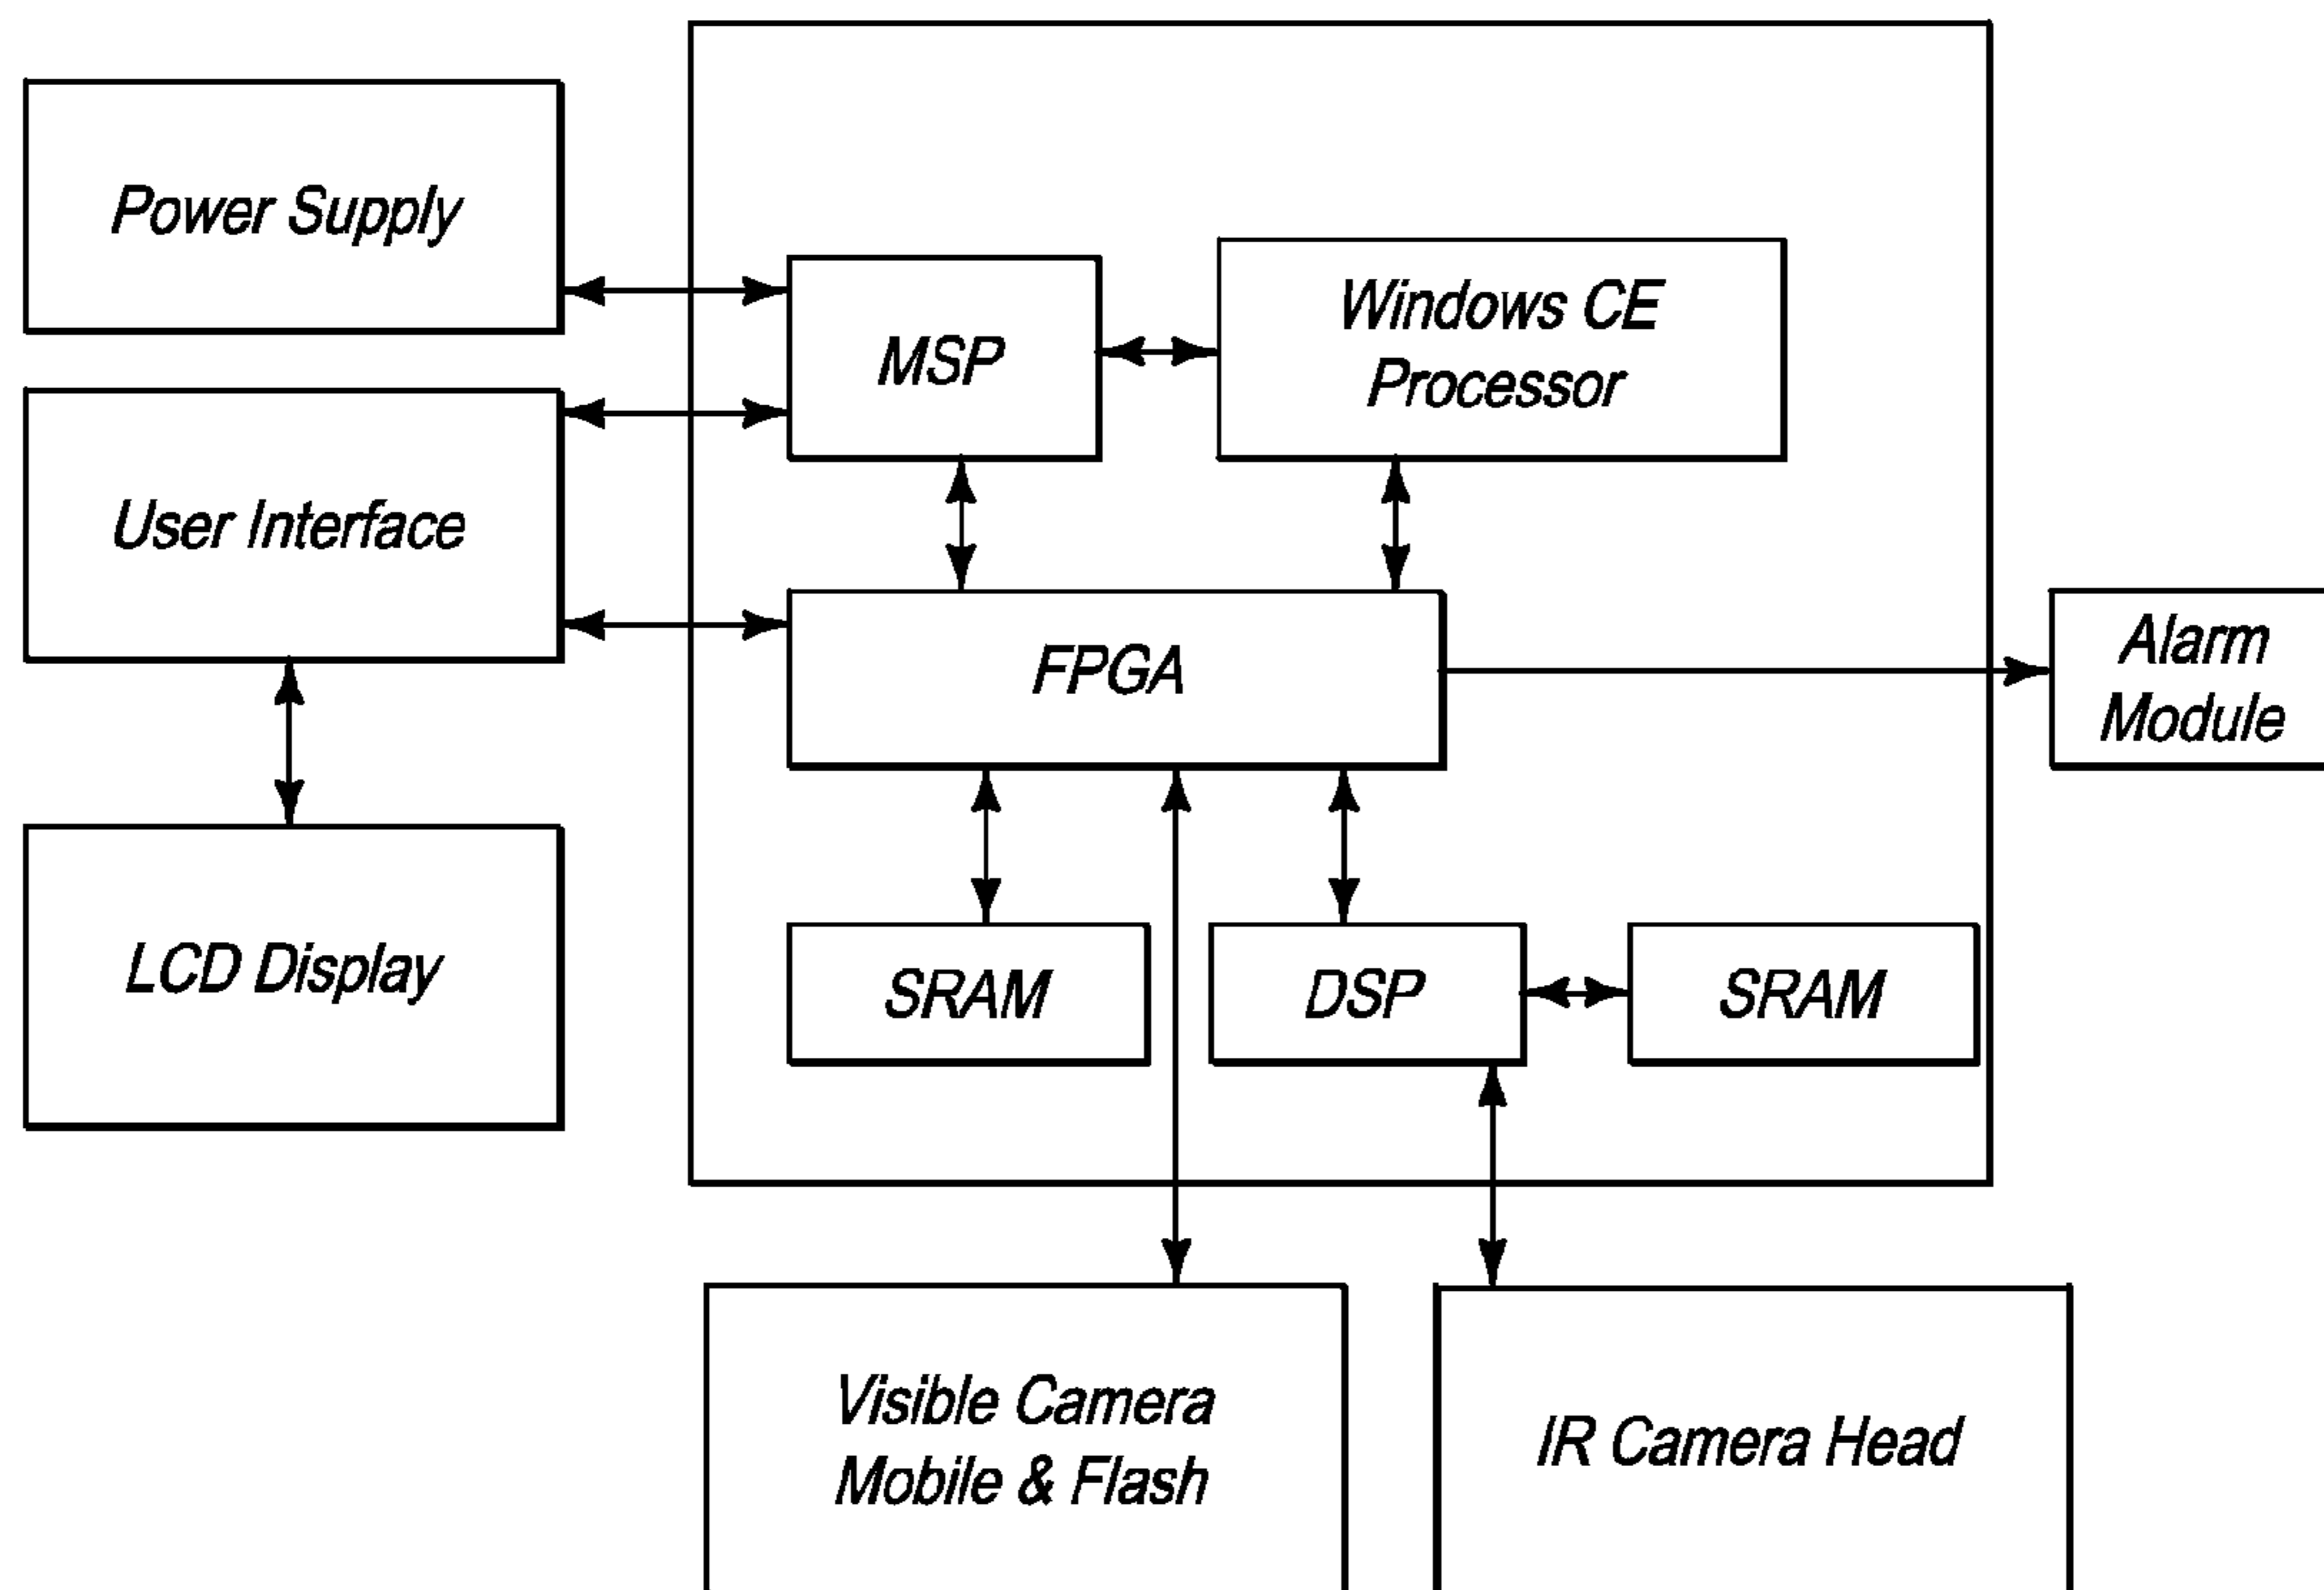 Power Supply
MSP
Windows CE
Processor
User Interface
FPGA
Alarm
Module
LCD Display
SRAM
DSP
SRAM
Visible Camera
Mobile & Flash
IR Camera Head